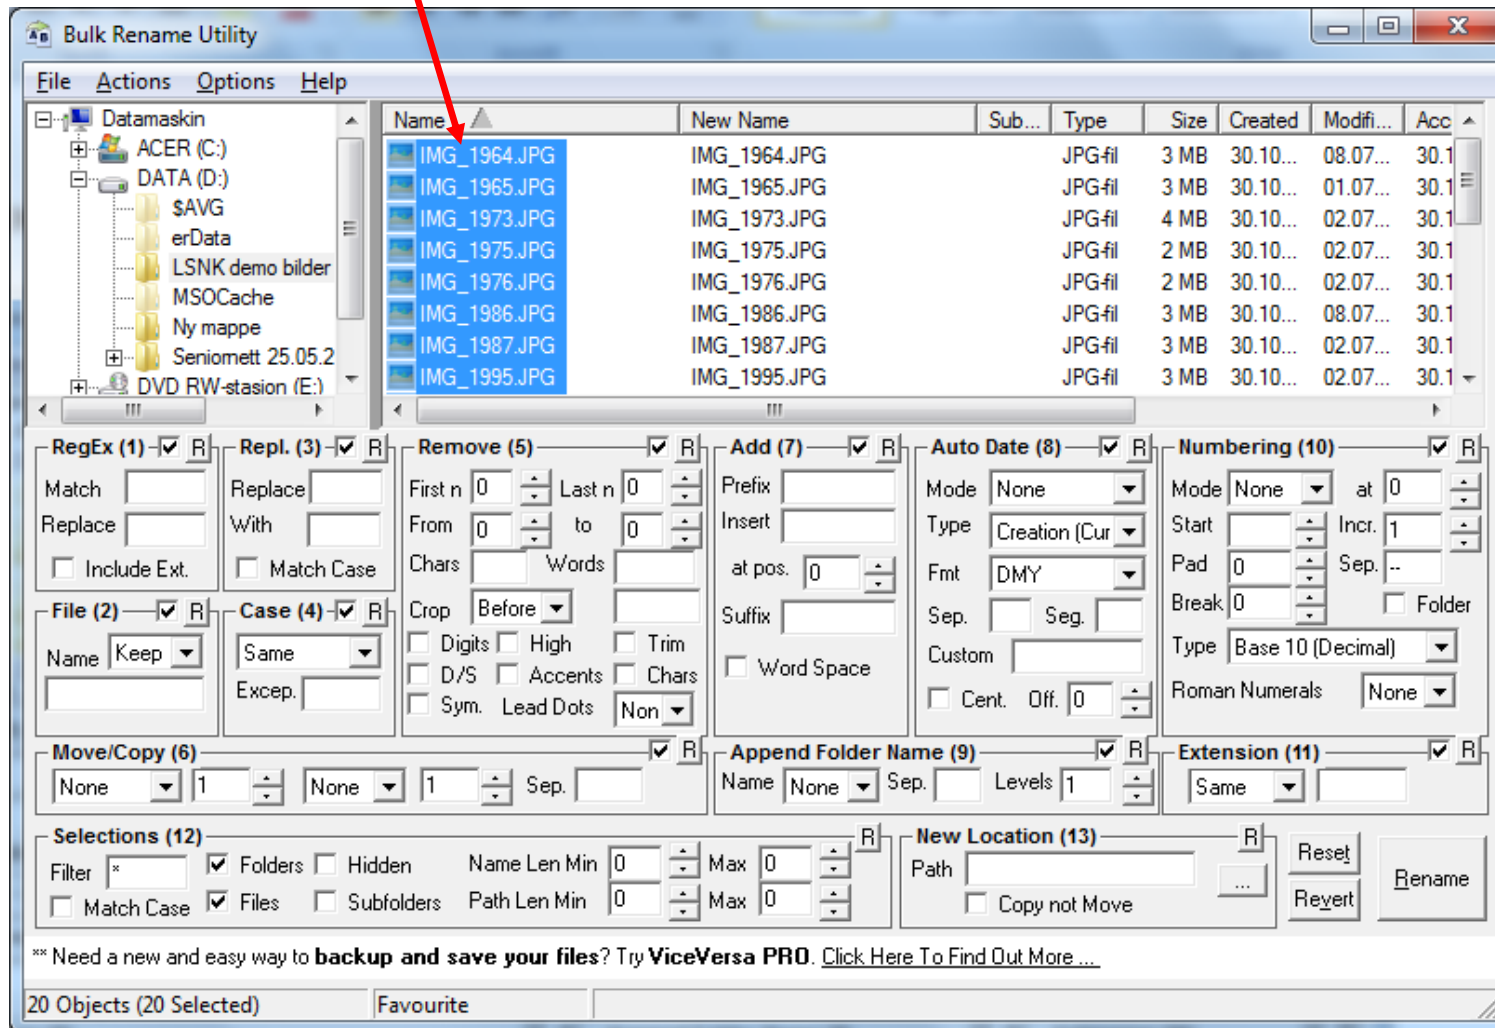 Bulk Rename Utility
File Actions Options Help
Datamaskin
ACER (C:)
DATA (D:)
$AVG
erData
LSNK demo bilder
MSOCache
Ny mappe
Seniornett 25.05.2
DVD RW-stasjon (E:)
Name New Name Sub... Type Size Created Modifi... Acc
IMG_1964.JPG IMG_1964.JPG JPG-fil 3 MB 30.10... 08.07... 30.1
IMG_1965.JPG IMG_1965.JPG JPG-fil 3 MB 30.10... 01.07... 30.1
IMG_1973.JPG IMG_1973.JPG JPG-fil 4 MB 30.10... 02.07... 30.1
IMG_1975.JPG IMG_1975.JPG JPG-fil 2 MB 30.10... 02.07... 30.1
IMG_1976.JPG IMG_1976.JPG JPG-fil 2 MB 30.10... 02.07... 30.1
IMG_1986.JPG IMG_1986.JPG JPG-fil 3 MB 30.10... 08.07... 30.1
IMG_1987.JPG IMG_1987.JPG JPG-fil 3 MB 30.10... 02.07... 30.1
IMG_1995.JPG IMG_1995.JPG JPG-fil 3 MB 30.10... 02.07... 30.1
RegEx (1) R
Match
Replace
Include Ext.
Repl. (3) R
Replace
With
Match Case
Remove (5) R
First n 0 Last n 0
From 0 to 0
Chars Words
Crop Before
Digits High Trim
D/S Accents Chars
Sym. Lead Dots Non
Add (7) R
Prefix
Insert
at pos. 0
Suffix
Word Space
Auto Date (8) R
Mode None
Type Creation (Cur
Fmt DMY
Sep. Seg.
Custom
Cent. Off. 0
Numbering (10) R
Mode None at 0
Start Incr. 1
Pad 0 Sep. --
Break 0 Folder
Type Base 10 (Decimal)
Roman Numerals None
File (2) R
Name Keep
Case (4) R
Same
Excep.
Move/Copy (6) R
None 1 None 1 Sep.
Append Folder Name (9) R
Name None Sep. Levels 1
Extension (11) R
Same
Selections (12) R
Filter * Folders Hidden Name Len Min 0 Max 0
Match Case Files Subfolders Path Len Min 0 Max 0
New Location (13) R
Path ...
Copy not Move
Reset
Revert
Rename
** Need a new and easy way to backup and save your files? Try ViceVersa PRO. Click Here To Find Out More ...
20 Objects (20 Selected) Favourite